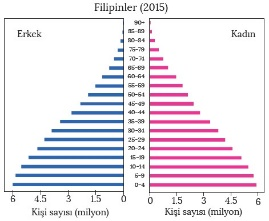 Filipinler (2015)
Erkek
Kadın
90+
85-89
80-84
75-79
70-71
65-69
60-64
55-59
50-54
45-49
40-44
35-39
30-34
25-29
20-24
15-19
10-14
5-9
0-4
6 4.5 3 1.5 0
0 1.5 3 4.5 6
Kişi sayısı (milyon)
Kişi sayısı (milyon)